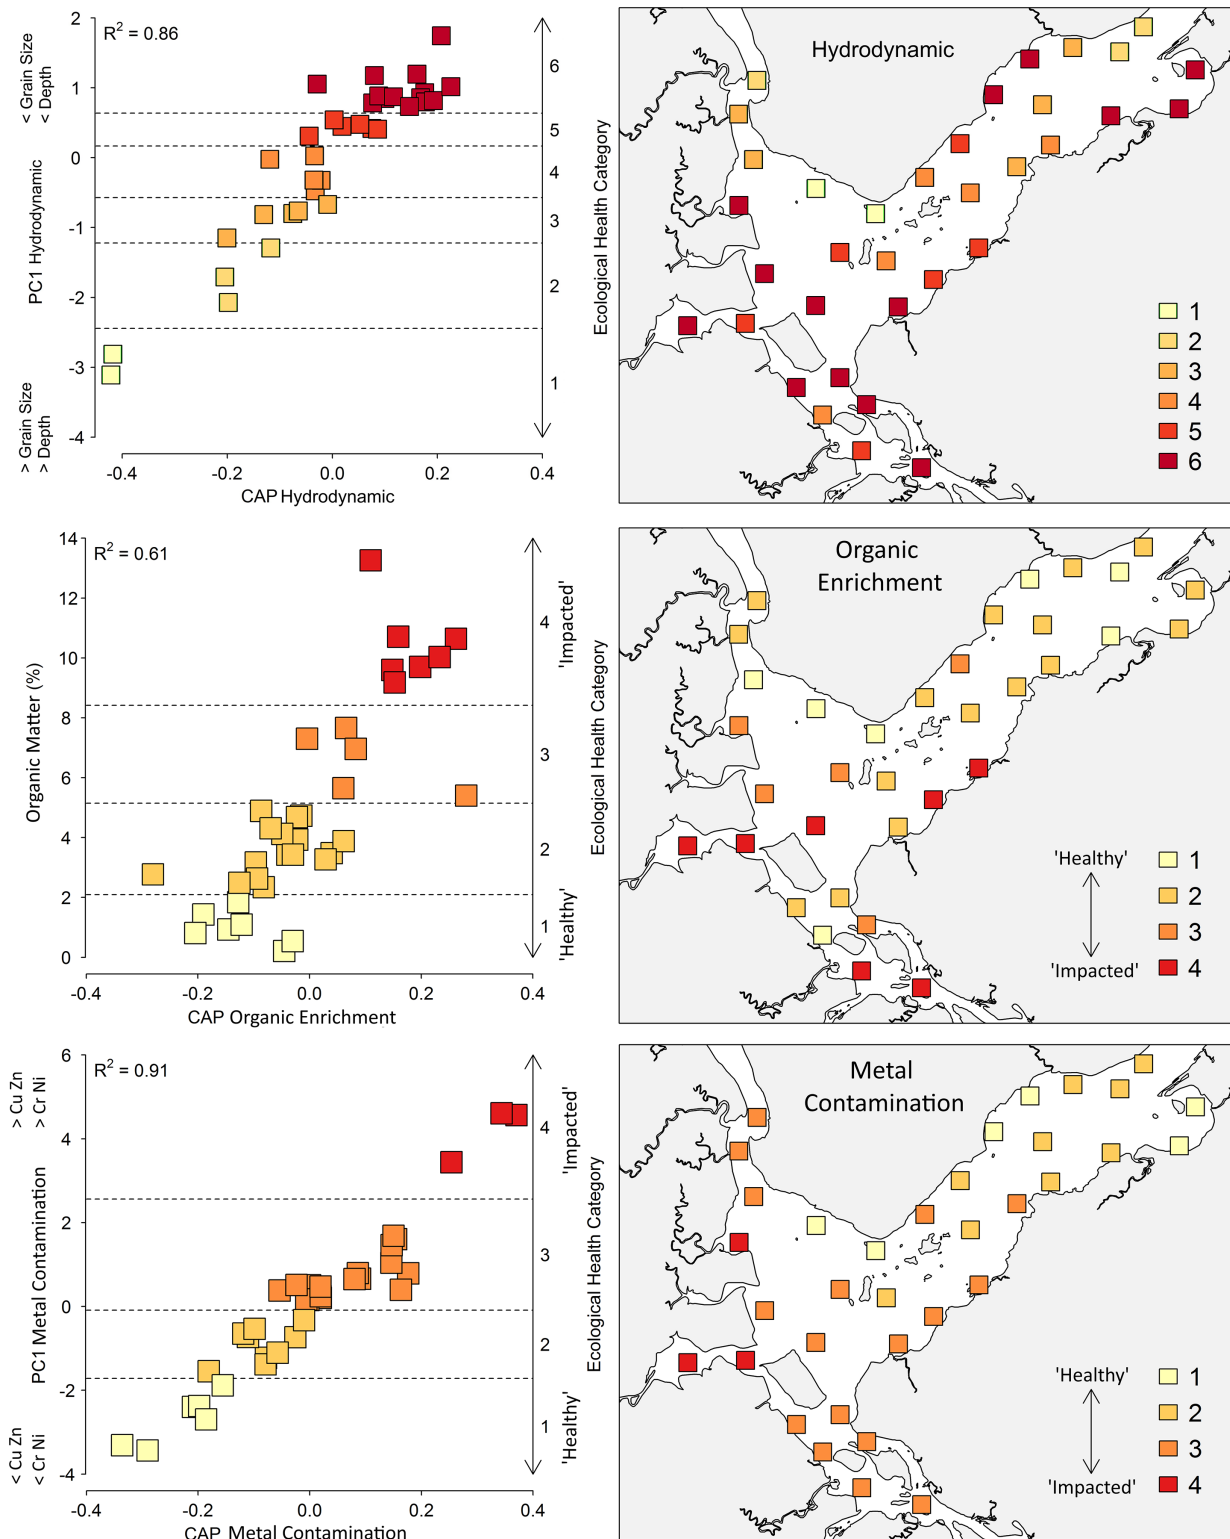 R² = 0.86
< Grain Size
< Depth
PC1 Hydrodynamic
> Grain Size
> Depth
2
1
0
-1
-2
-3
-4
6
5
4
3
2
1
-0.4
-0.2
0.0
0.2
0.4
CAP Hydrodynamic
Ecological Health Category
Hydrodynamic
1
2
3
4
5
6
R² = 0.61
Organic Matter (%)
14
12
10
8
6
4
2
0
4
3
2
1
'Impacted'
'Healthy'
-0.4
-0.2
0.0
0.2
0.4
CAP Organic Enrichment
Ecological Health Category
Organic
Enrichment
'Healthy'
'Impacted'
1
2
3
4
R² = 0.91
> Cu Zn
> Cr Ni
PC1 Metal Contamination
< Cu Zn
< Cr Ni
6
4
2
0
-2
-4
4
3
2
1
'Impacted'
'Healthy'
-0.4
-0.2
0.0
0.2
0.4
CAP Metal Contamination
Ecological Health Category
Metal
Contamination
'Healthy'
'Impacted'
1
2
3
4